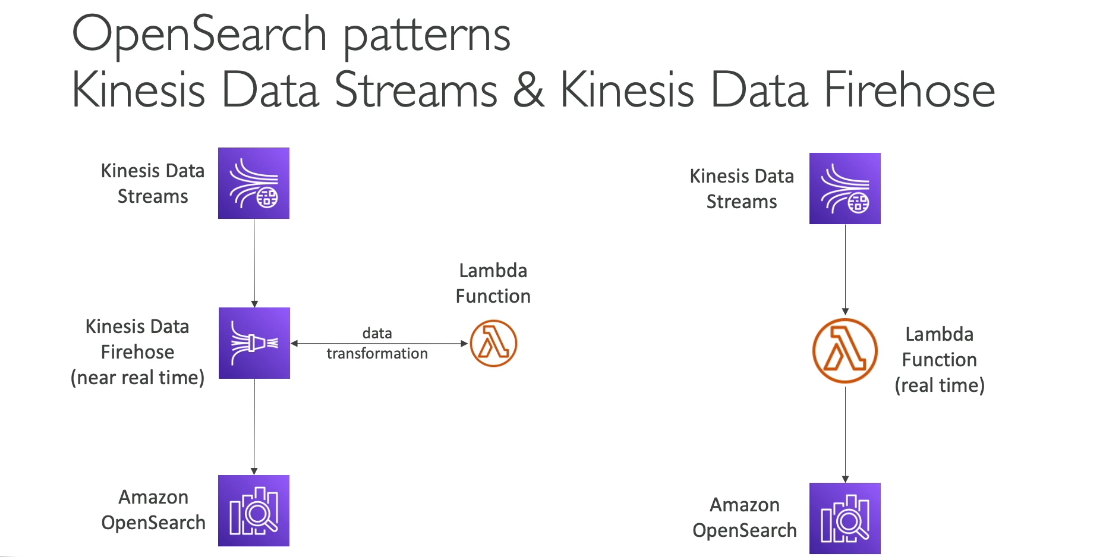 OpenSearch patterns
Kinesis Data Streams & Kinesis Data Firehose
Kinesis Data
Streams
Kinesis Data
Firehose
(near real time)
data
transformation
Lambda
Function
Amazon
OpenSearch
Kinesis Data
Streams
Lambda
Function
(real time)
Amazon
OpenSearch